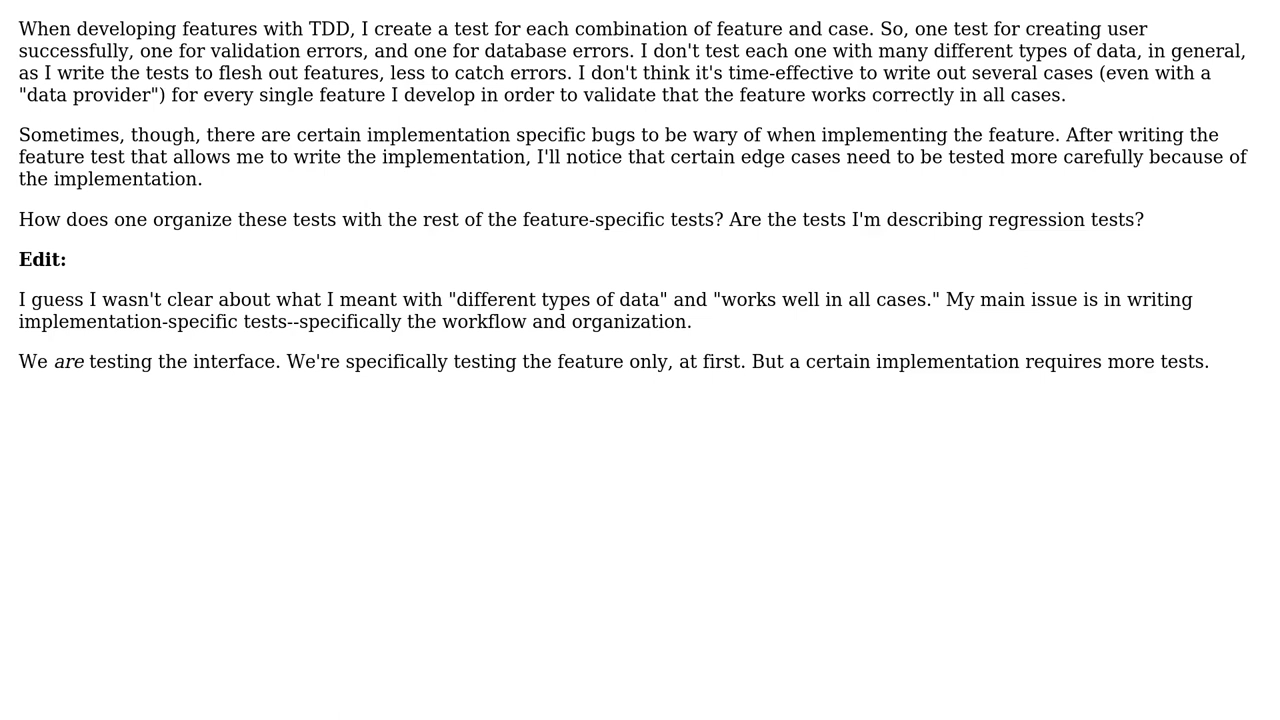 When developing features with TDD, I create a test for each combination of feature and case. So, one test for creating user
successfully, one for validation errors, and one for database errors. I don't test each one with many different types of data, in general,
as I write the tests to flesh out features, less to catch errors. I don't think it's time-effective to write out several cases (even with a
"data provider") for every single feature I develop in order to validate that the feature works correctly in all cases.
Sometimes, though, there are certain implementation specific bugs to be wary of when implementing the feature. After writing the
feature test that allows me to write the implementation, I'll notice that certain edge cases need to be tested more carefully because of
the implementation.
How does one organize these tests with the rest of the feature-specific tests? Are the tests I'm describing regression tests?
Edit:
I guess I wasn't clear about what I meant with "different types of data" and "works well in all cases." My main issue is in writing
implementation-specific tests--specifically the workflow and organization.
We are testing the interface. We're specifically testing the feature only, at first. But a certain implementation requires more tests.